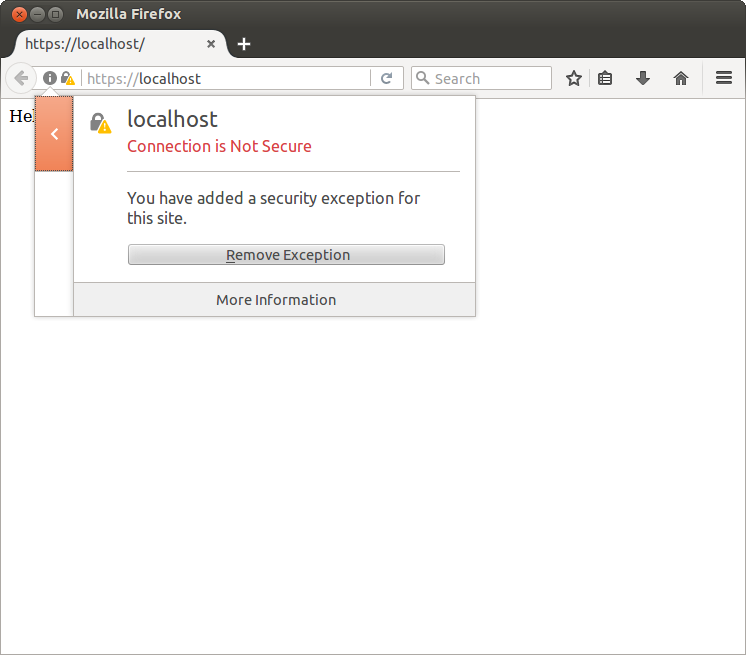 Mozilla Firefox
https://localhost/
https://localhost
Search
localhost
Connection is Not Secure
You have added a security exception for
this site.
Remove Exception
More Information